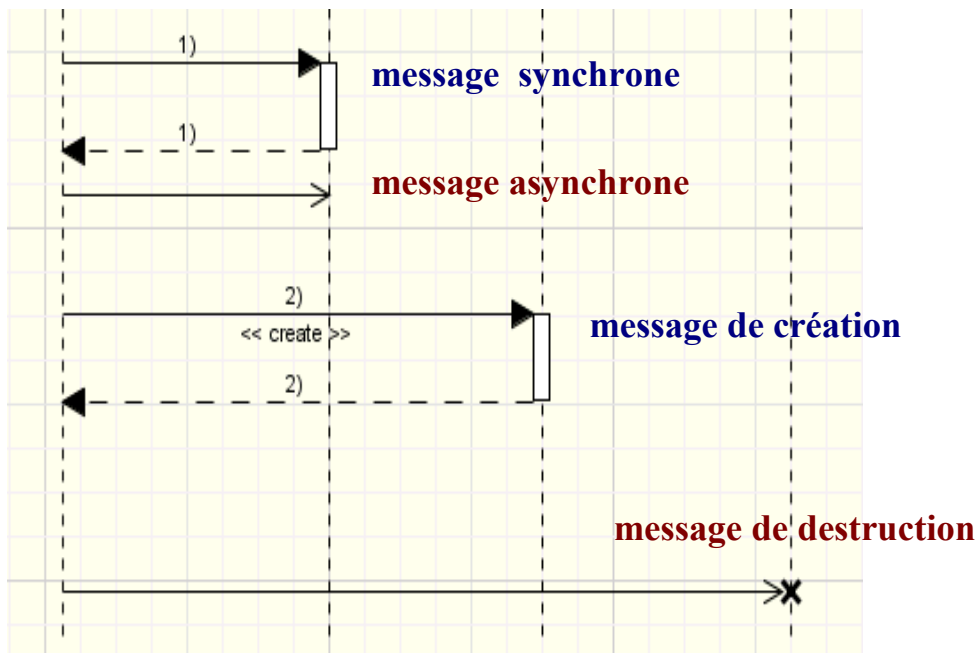 1)
message synchrone
1)
message asynchrone
2)
<< create >>
message de création
2)
message de destruction